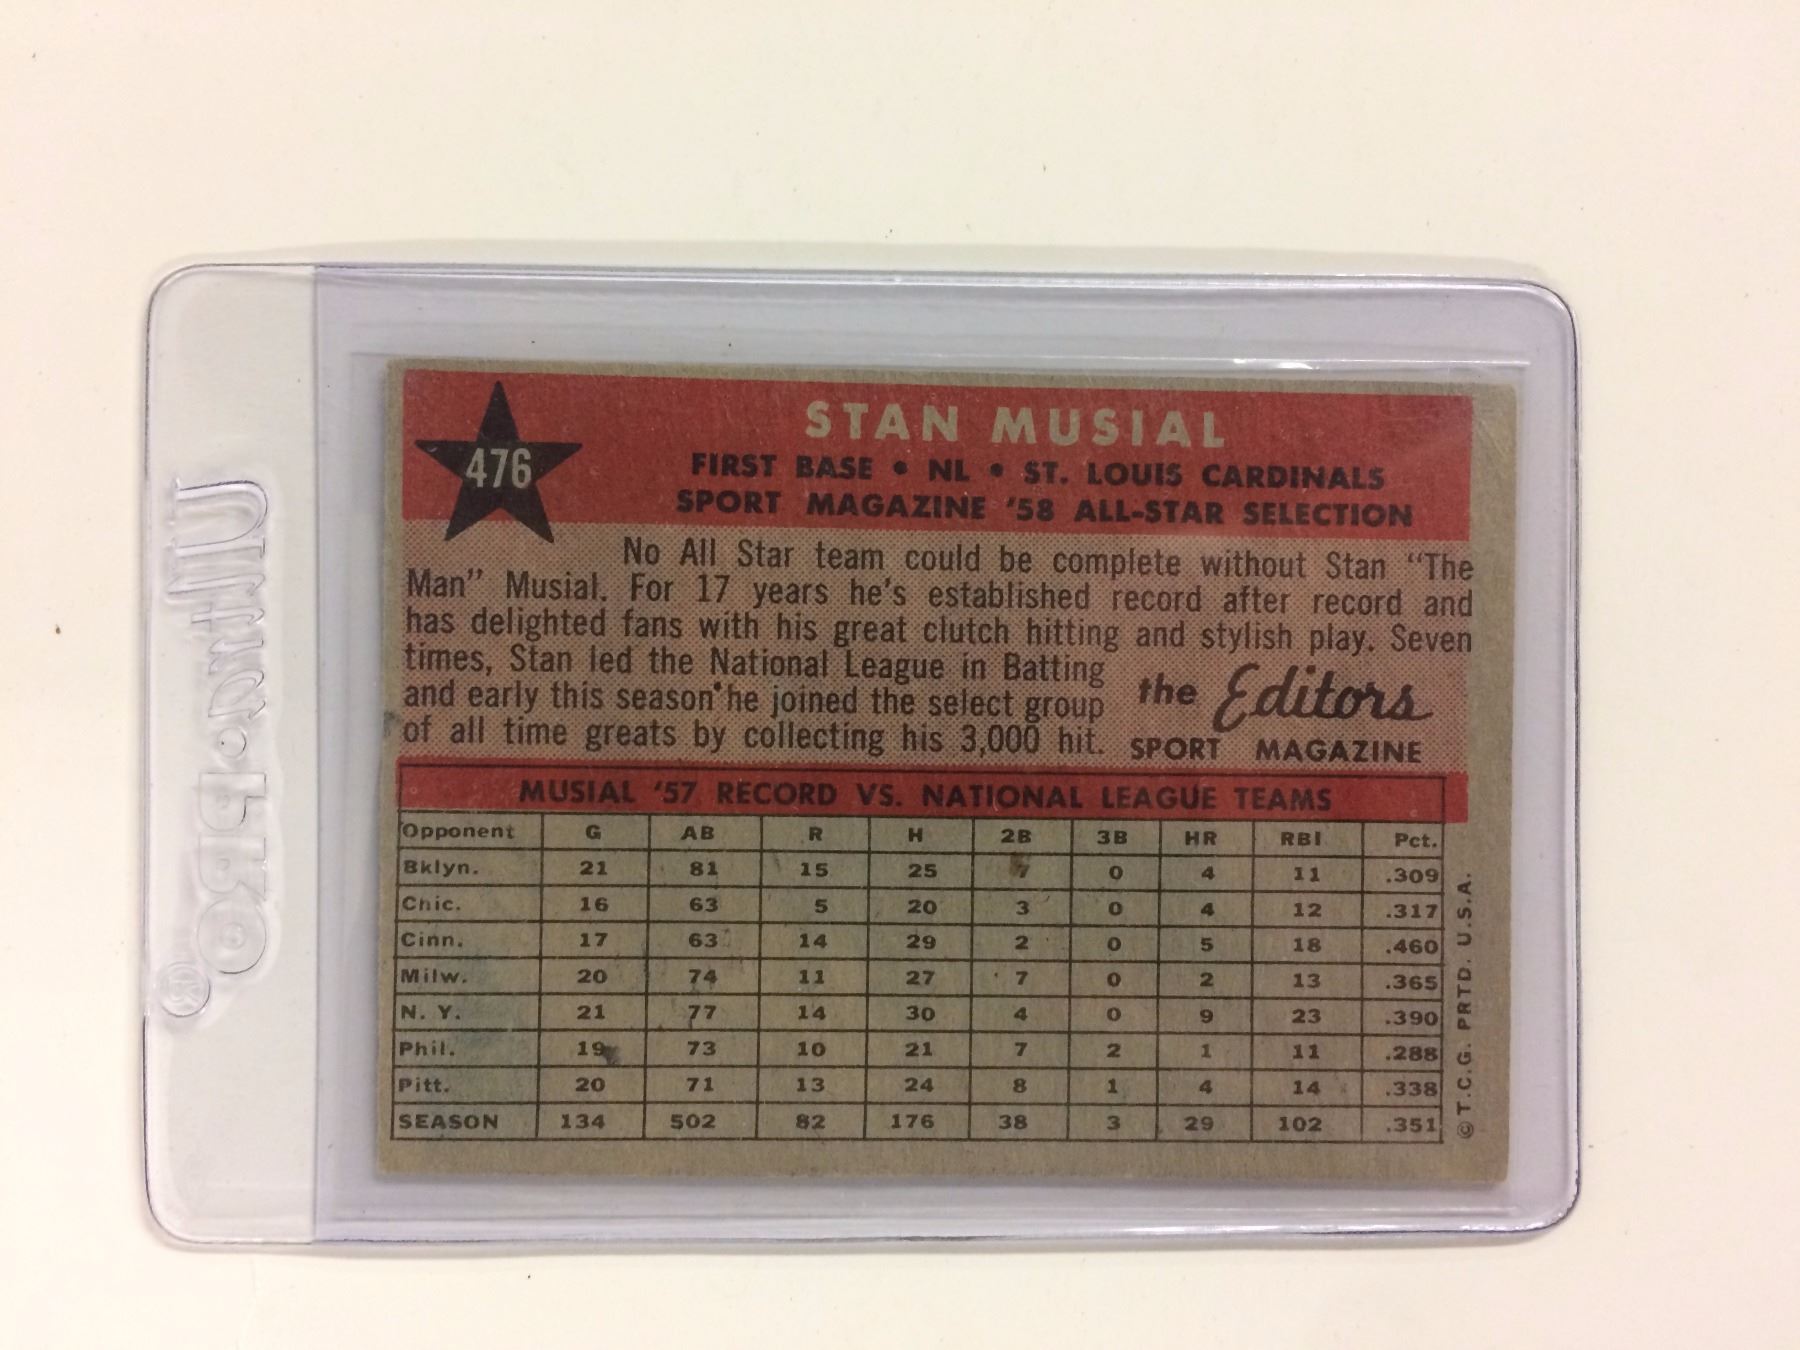 STAN MUSIAL
476
FIRST BASE • NL • ST. LOUIS CARDINALS
SPORT MAGAZINE '58 ALL-STAR SELECTION
No All Star team could be complete without Stan "The
Man" Musial. For 17 years he's established record after record and
has delighted fans with his great clutch hitting and stylish play. Seven
times, Stan led the National League in Batting
and early this season he joined the select group
of all time greats by collecting his 3,000 hit.
the Editors
SPORT MAGAZINE
MUSIAL '57 RECORD VS. NATIONAL LEAGUE TEAMS
Opponent G AB R H 2B 3B HR RBI Pct.
Bklyn. 21 81 15 25 7 0 4 11 .309
Chic. 16 63 5 20 3 0 4 12 .317
Cinn. 17 63 14 29 2 0 5 18 .460
Milw. 20 74 11 27 7 0 2 13 .365
N. Y. 21 77 14 30 4 0 9 23 .390
Phil. 19 73 10 21 7 2 1 11 .288
Pitt. 20 71 13 24 8 1 4 14 .338
SEASON 134 502 82 176 38 3 29 102 .351
© T.C.G. PRTD. U.S.A.
ultra•PRO®